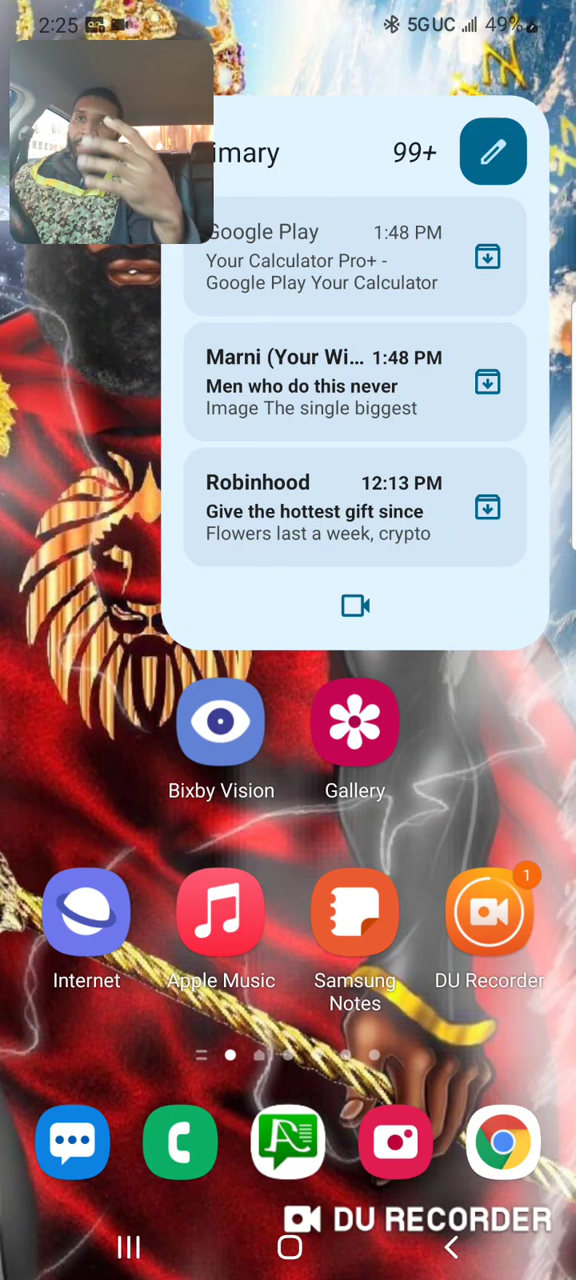 2:25
5G UC
49%
imary
99+
Google Play 1:48 PM
Your Calculator Pro+ -
Google Play Your Calculator
Marni (Your Wi... 1:48 PM
Men who do this never
Image The single biggest
Robinhood 12:13 PM
Give the hottest gift since
Flowers last a week, crypto
Bixby Vision
Gallery
1
Internet
Apple Music
Samsung
Notes
DU Recorder
DU RECORDER